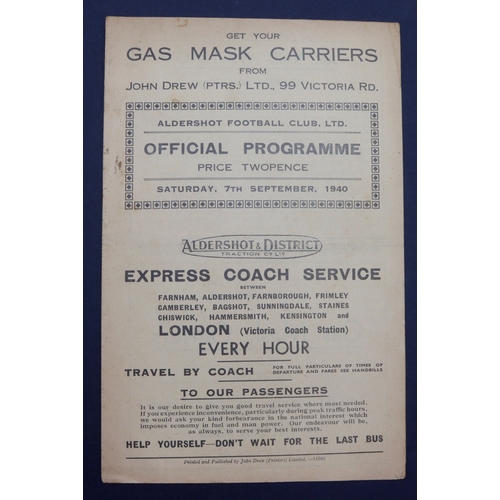 GET YOUR
GAS MASK CARRIERS
FROM
JOHN DREW (PTRS.) LTD., 99 VICTORIA RD.
ALDERSHOT FOOTBALL CLUB, LTD.
OFFICIAL PROGRAMME
PRICE TWOPENCE
SATURDAY, 7TH SEPTEMBER, 1940
ALDERSHOT & DISTRICT
TRACTION CO LTD
EXPRESS COACH SERVICE
BETWEEN
FARNHAM, ALDERSHOT, FARNBOROUGH, FRIMLEY
CAMBERLEY, BAGSHOT, SUNNINGDALE, STAINES
CHISWICK, HAMMERSMITH, KENSINGTON and
LONDON (Victoria Coach Station)
EVERY HOUR
TRAVEL BY COACH FOR FULL PARTICULARS OF TIMES OF
DEPARTURE AND FARES SEE HANDBILLS
TO OUR PASSENGERS
It is our desire to give you good travel service where most needed.
If you experience inconvenience, particularly during peak traffic hours,
we would ask your kind forbearance in the national interest which
imposes economy in fuel and man power. Our endeavour will be,
as always, to serve your best interests.
HELP YOURSELF—DON'T WAIT FOR THE LAST BUS
Printed and Published by John Drew (Printers) Limited,